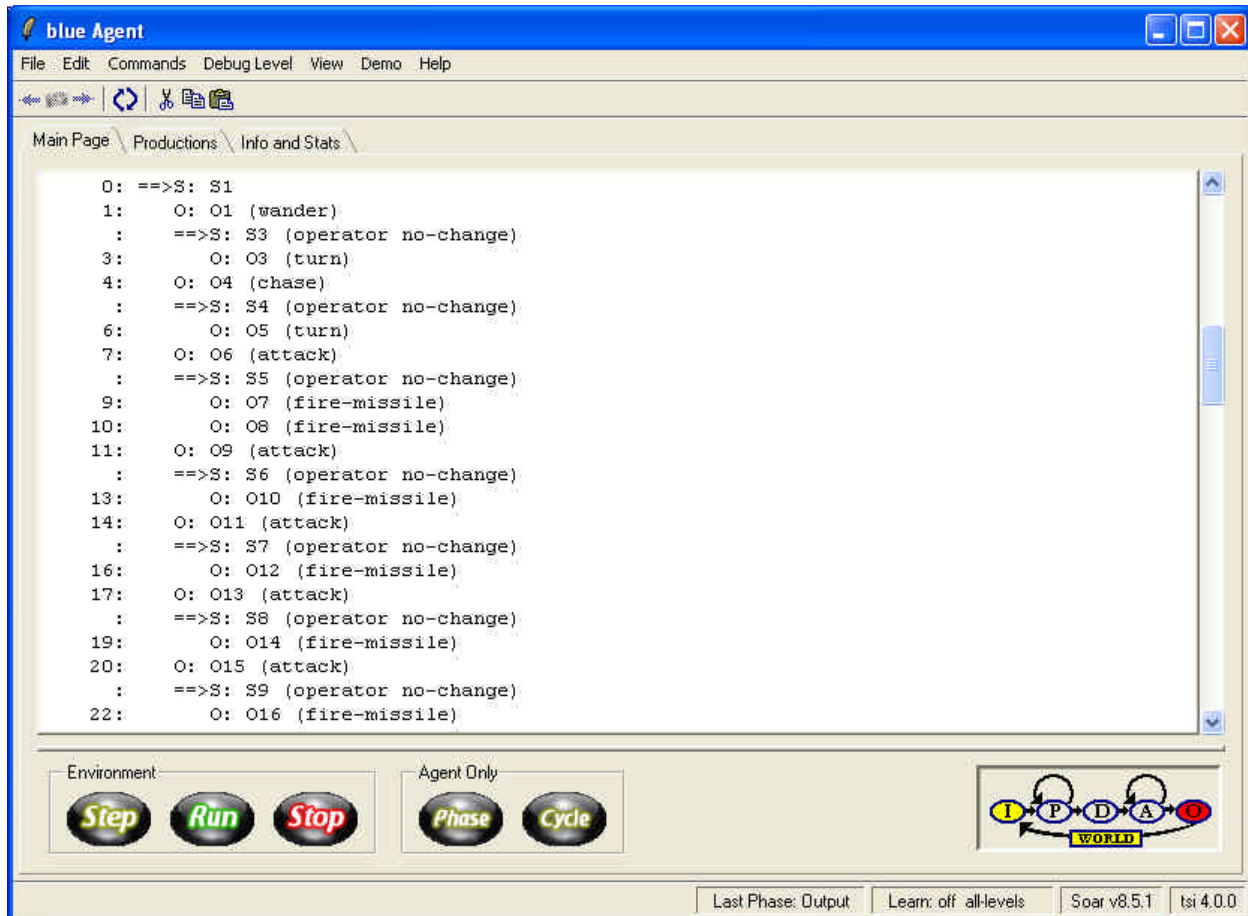 blue Agent
File Edit Commands Debug Level View Demo Help
Main Page Productions Info and Stats
0: ==>S: S1
1: O: O1 (wander)
: ==>S: S3 (operator no-change)
3: O: O3 (turn)
4: O: O4 (chase)
: ==>S: S4 (operator no-change)
6: O: O5 (turn)
7: O: O6 (attack)
: ==>S: S5 (operator no-change)
9: O: O7 (fire-missile)
10: O: O8 (fire-missile)
11: O: O9 (attack)
: ==>S: S6 (operator no-change)
13: O: O10 (fire-missile)
14: O: O11 (attack)
: ==>S: S7 (operator no-change)
16: O: O12 (fire-missile)
17: O: O13 (attack)
: ==>S: S8 (operator no-change)
19: O: O14 (fire-missile)
20: O: O15 (attack)
: ==>S: S9 (operator no-change)
22: O: O16 (fire-missile)
Environment Agent Only
Step Run Stop Phase Cycle
I P D A O
WORLD
Last Phase: Output Learn: off all-levels Soar v8.5.1 tsi 4.0.0